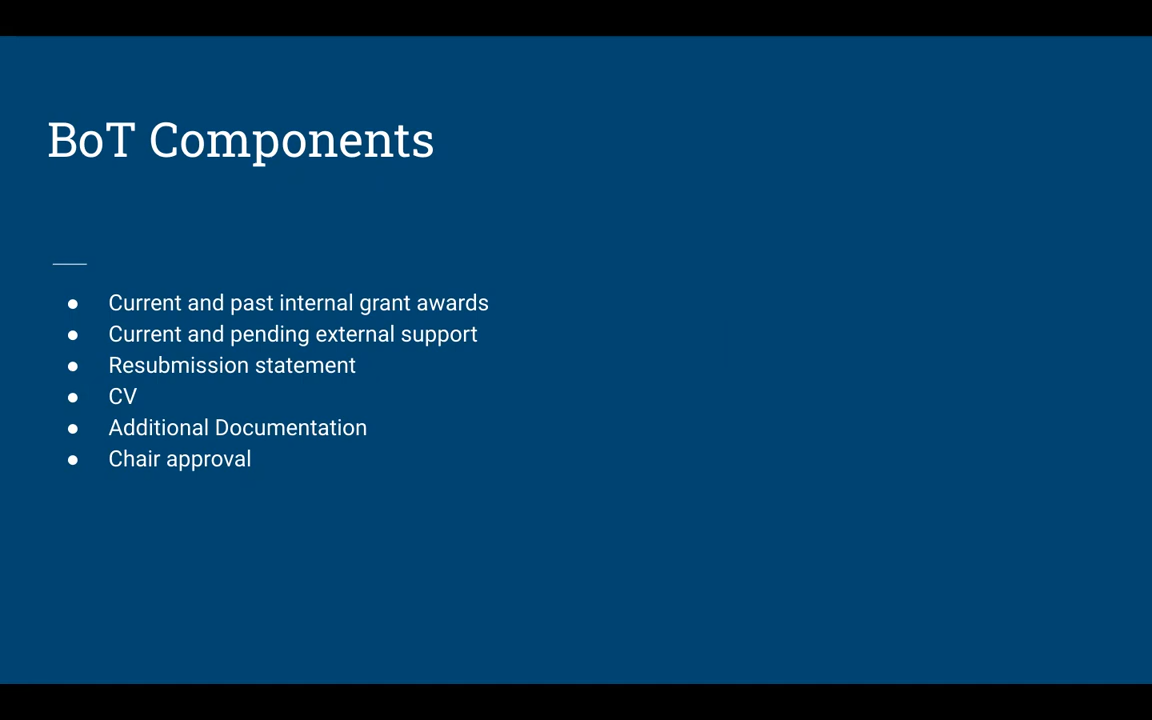 BoT Components
● Current and past internal grant awards
● Current and pending external support
● Resubmission statement
● CV
● Additional Documentation
● Chair approval